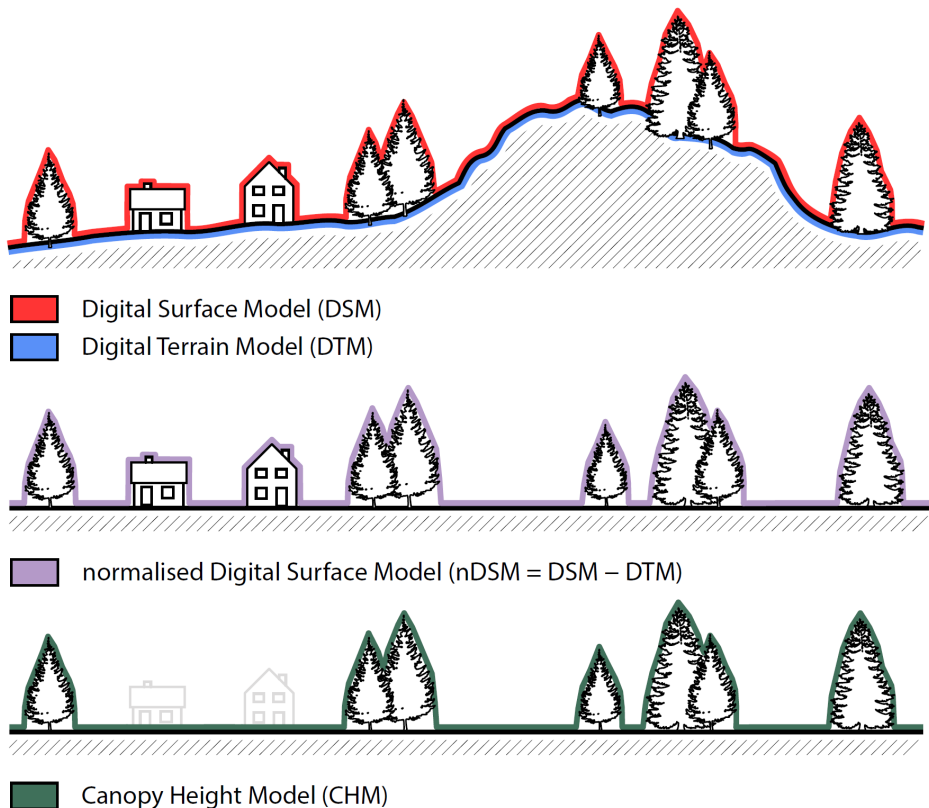 Digital Surface Model (DSM)
Digital Terrain Model (DTM)
normalised Digital Surface Model (nDSM = DSM − DTM)
Canopy Height Model (CHM)